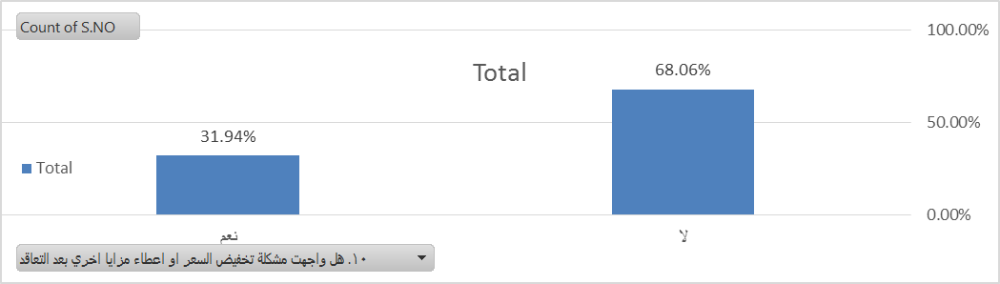 Count of S.NO
100.00%
Total
68.06%
50.00%
31.94%
Total
0.00%
نعم
لا
١٠. هل واجهت مشكلة تخفيض السعر او اعطاء مزايا اخري بعد التعاقد